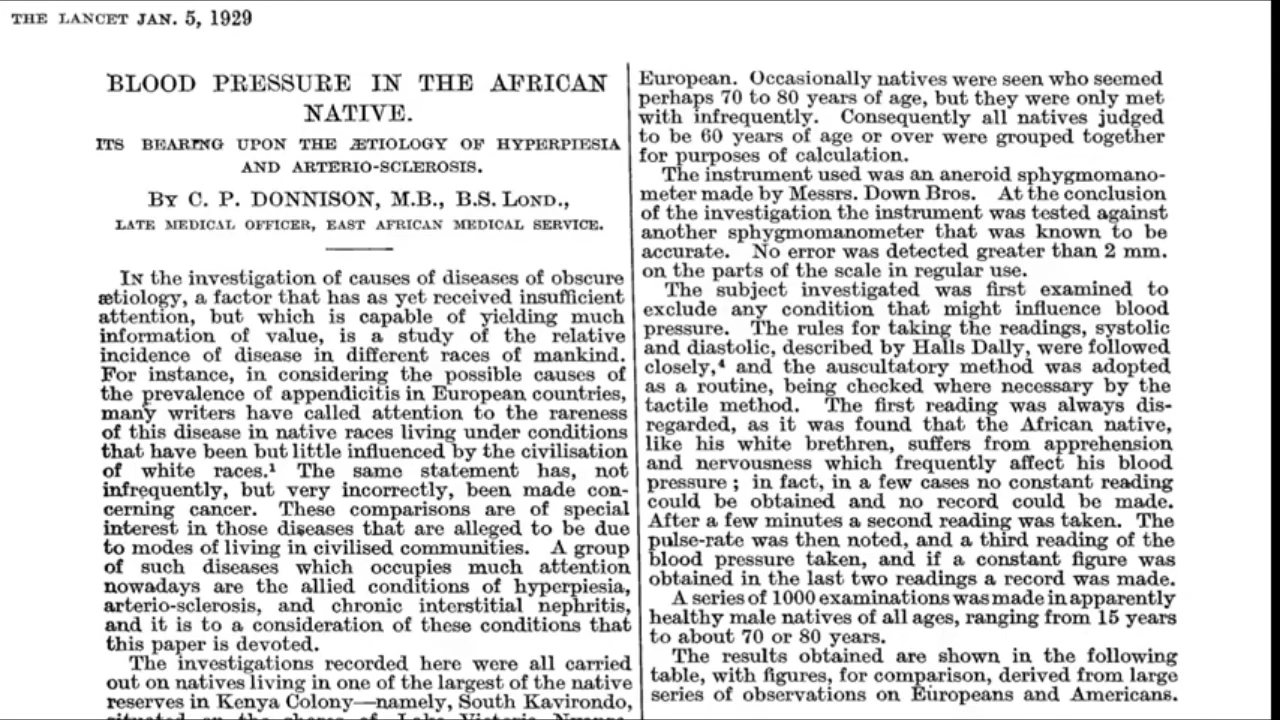 THE LANCET JAN. 5, 1929
BLOOD PRESSURE IN THE AFRICAN
NATIVE.
ITS BEARING UPON THE ÆTIOLOGY OF HYPERPIESIA
AND ARTERIO-SCLEROSIS.
BY C. P. DONNISON, M.B., B.S. LOND.,
LATE MEDICAL OFFICER, EAST AFRICAN MEDICAL SERVICE.
IN the investigation of causes of diseases of obscure
ætiology, a factor that has as yet received insufficient
attention, but which is capable of yielding much
information of value, is a study of the relative
incidence of disease in different races of mankind.
For instance, in considering the possible causes of
the prevalence of appendicitis in European countries,
many writers have called attention to the rareness
of this disease in native races living under conditions
that have been but little influenced by the civilisation
of white races.¹ The same statement has, not
infrequently, but very incorrectly, been made con-
cerning cancer. These comparisons are of special
interest in those diseases that are alleged to be due
to modes of living in civilised communities. A group
of such diseases which occupies much attention
nowadays are the allied conditions of hyperpiesia,
arterio-sclerosis, and chronic interstitial nephritis,
and it is to a consideration of these conditions that
this paper is devoted.
The investigations recorded here were all carried
out on natives living in one of the largest of the native
reserves in Kenya Colony—namely, South Kavirondo,
situated on the shores of Lake Victoria Nyanza,
European. Occasionally natives were seen who seemed
perhaps 70 to 80 years of age, but they were only met
with infrequently. Consequently all natives judged
to be 60 years of age or over were grouped together
for purposes of calculation.
The instrument used was an aneroid sphygmomano-
meter made by Messrs. Down Bros. At the conclusion
of the investigation the instrument was tested against
another sphygmomanometer that was known to be
accurate. No error was detected greater than 2 mm.
on the parts of the scale in regular use.
The subject investigated was first examined to
exclude any condition that might influence blood
pressure. The rules for taking the readings, systolic
and diastolic, described by Halls Dally, were followed
closely,⁴ and the auscultatory method was adopted
as a routine, being checked where necessary by the
tactile method. The first reading was always dis-
regarded, as it was found that the African native,
like his white brethren, suffers from apprehension
and nervousness which frequently affect his blood
pressure ; in fact, in a few cases no constant reading
could be obtained and no record could be made.
After a few minutes a second reading was taken. The
pulse-rate was then noted, and a third reading of the
blood pressure taken, and if a constant figure was
obtained in the last two readings a record was made.
A series of 1000 examinations was made in apparently
healthy male natives of all ages, ranging from 15 years
to about 70 or 80 years.
The results obtained are shown in the following
table, with figures, for comparison, derived from large
series of observations on Europeans and Americans.